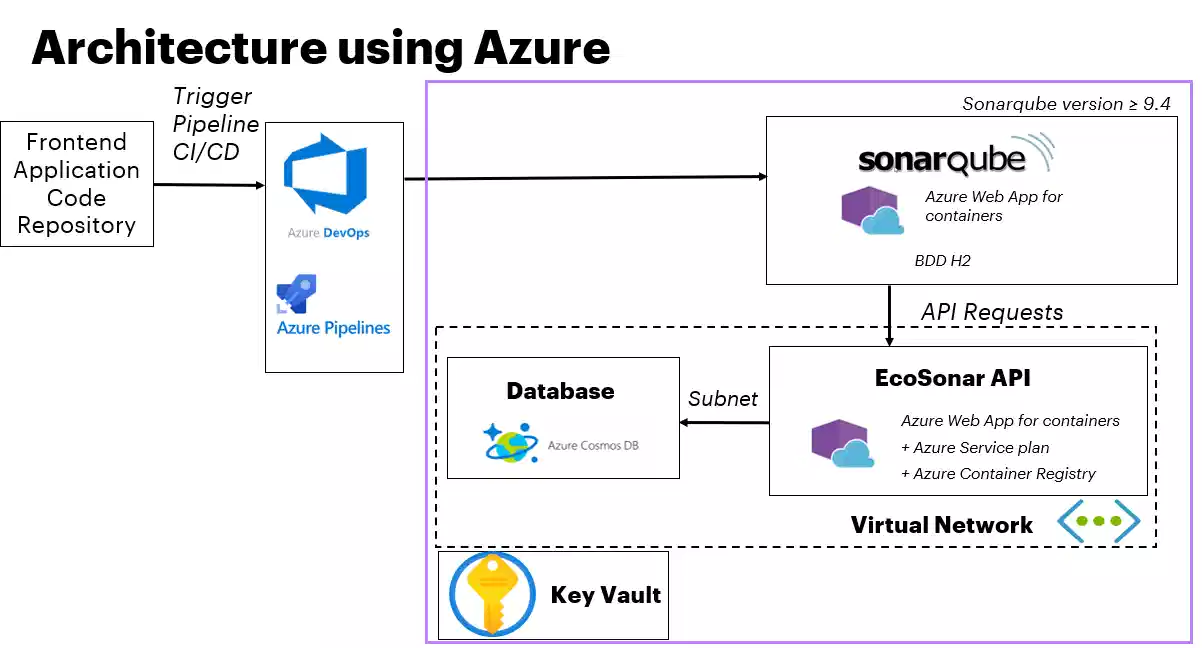 Architecture using Azure
Trigger
Pipeline
CI/CD
Frontend
Application
Code
Repository
Azure DevOps
Azure Pipelines
Sonarqube version ≥ 9.4
sonarqube
Azure Web App for
containers
BDD H2
API Requests
Database
Azure Cosmos DB
Subnet
EcoSonar API
Azure Web App for containers
+ Azure Service plan
+ Azure Container Registry
Virtual Network
Key Vault